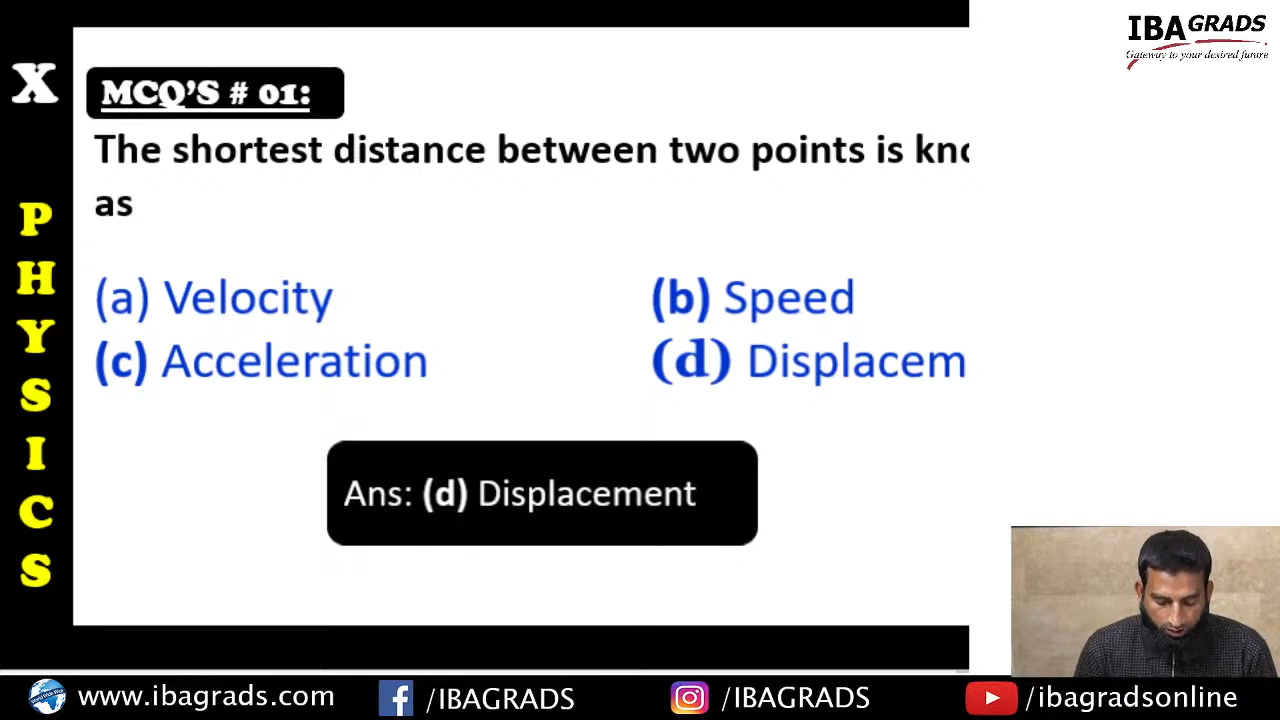 IBA GRADS
Gateway to your desired future
X PHYSICS
MCQ'S # 01:
The shortest distance between two points is kno
as
(a) Velocity
(b) Speed
(c) Acceleration
(d) Displacem
Ans: (d) Displacement
www.ibagrads.com
/IBAGRADS
/IBAGRADS
/ibagradsonline